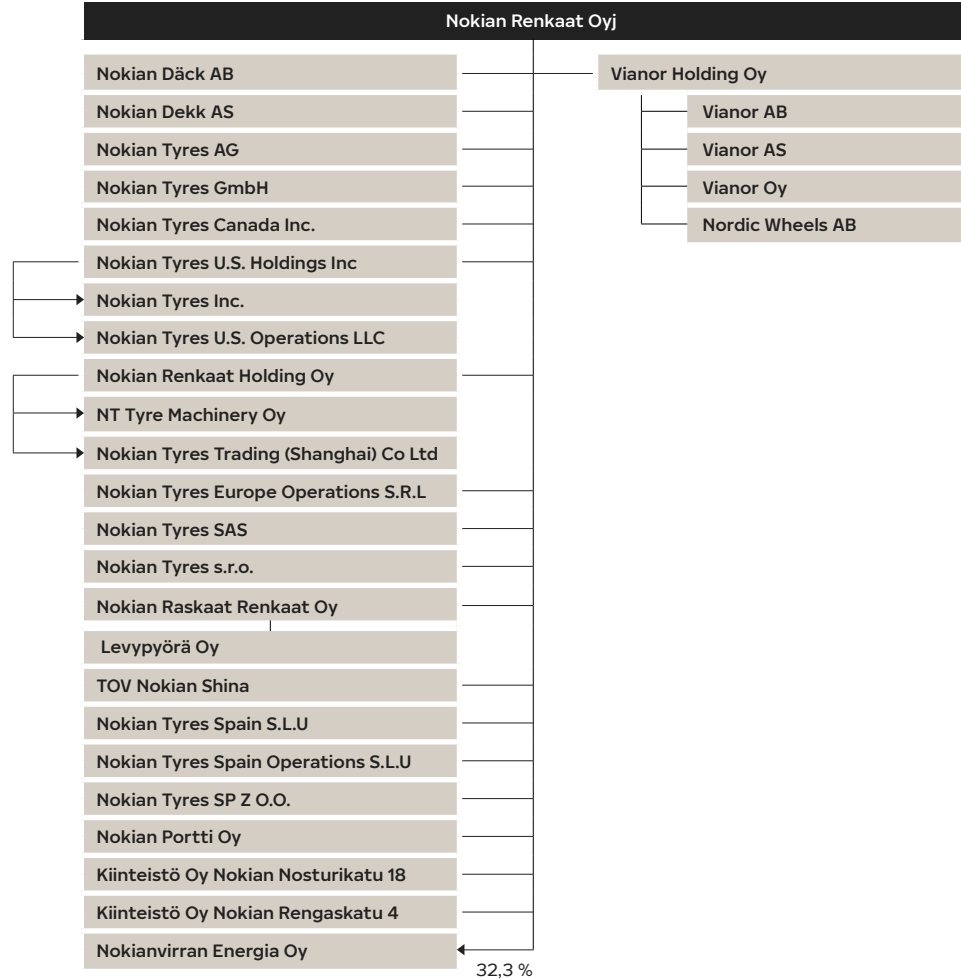 Nokian Renkaat Oyj
Nokian Däck AB
Nokian Dekk AS
Nokian Tyres AG
Nokian Tyres GmbH
Nokian Tyres Canada Inc.
Nokian Tyres U.S. Holdings Inc
Nokian Tyres Inc.
Nokian Tyres U.S. Operations LLC
Nokian Renkaat Holding Oy
NT Tyre Machinery Oy
Nokian Tyres Trading (Shanghai) Co Ltd
Nokian Tyres Europe Operations S.R.L
Nokian Tyres SAS
Nokian Tyres s.r.o.
Nokian Raskaat Renkaat Oy
Levypyörä Oy
TOV Nokian Shina
Nokian Tyres Spain S.L.U
Nokian Tyres Spain Operations S.L.U
Nokian Tyres SP Z O.O.
Nokian Portti Oy
Kiinteistö Oy Nokian Nosturikatu 18
Kiinteistö Oy Nokian Rengaskatu 4
Nokianvirran Energia Oy
32,3 %
Vianor Holding Oy
Vianor AB
Vianor AS
Vianor Oy
Nordic Wheels AB